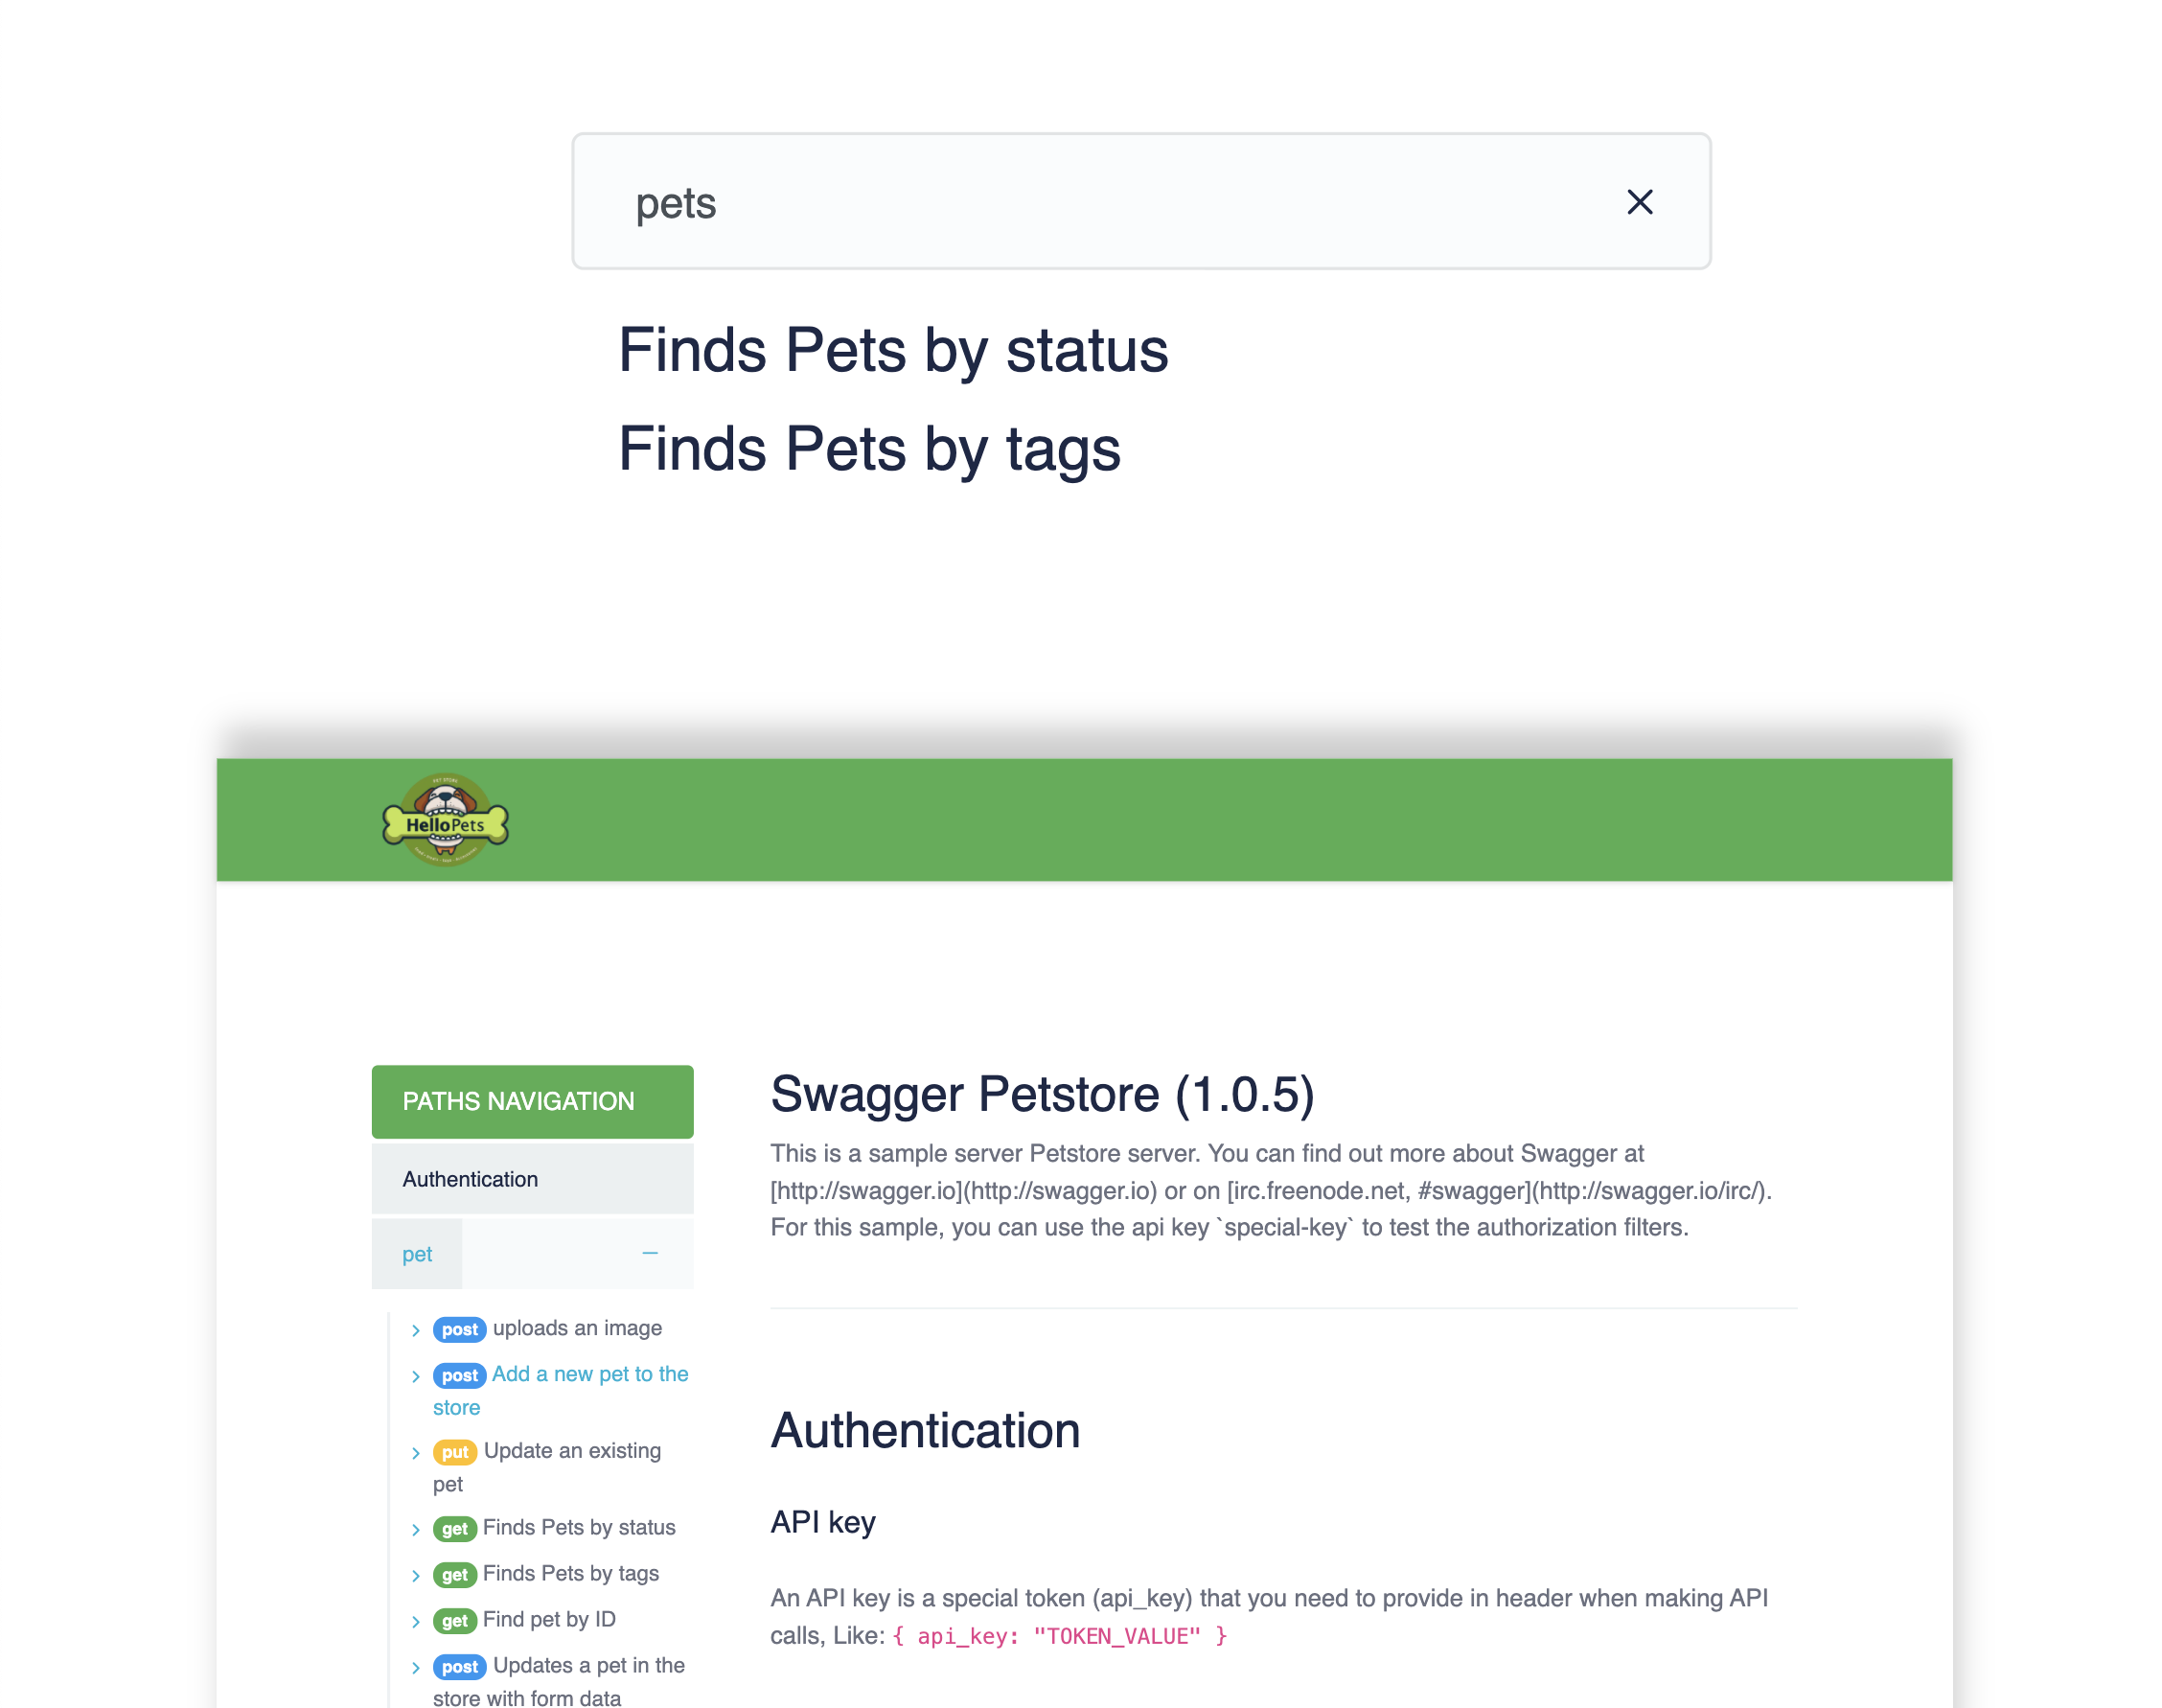 pets
Finds Pets by status
Finds Pets by tags
PET STORE
HelloPets
PATHS NAVIGATION
Authentication
pet
post uploads an image
post Add a new pet to the
store
put Update an existing
pet
get Finds Pets by status
get Finds Pets by tags
get Find pet by ID
post Updates a pet in the
store with form data
Swagger Petstore (1.0.5)
This is a sample server Petstore server. You can find out more about Swagger at
[http://swagger.io](http://swagger.io) or on [irc.freenode.net, #swagger](http://swagger.io/irc/).
For this sample, you can use the api key `special-key` to test the authorization filters.
Authentication
API key
An API key is a special token (api_key) that you need to provide in header when making API
calls, Like: { api_key: "TOKEN_VALUE" }